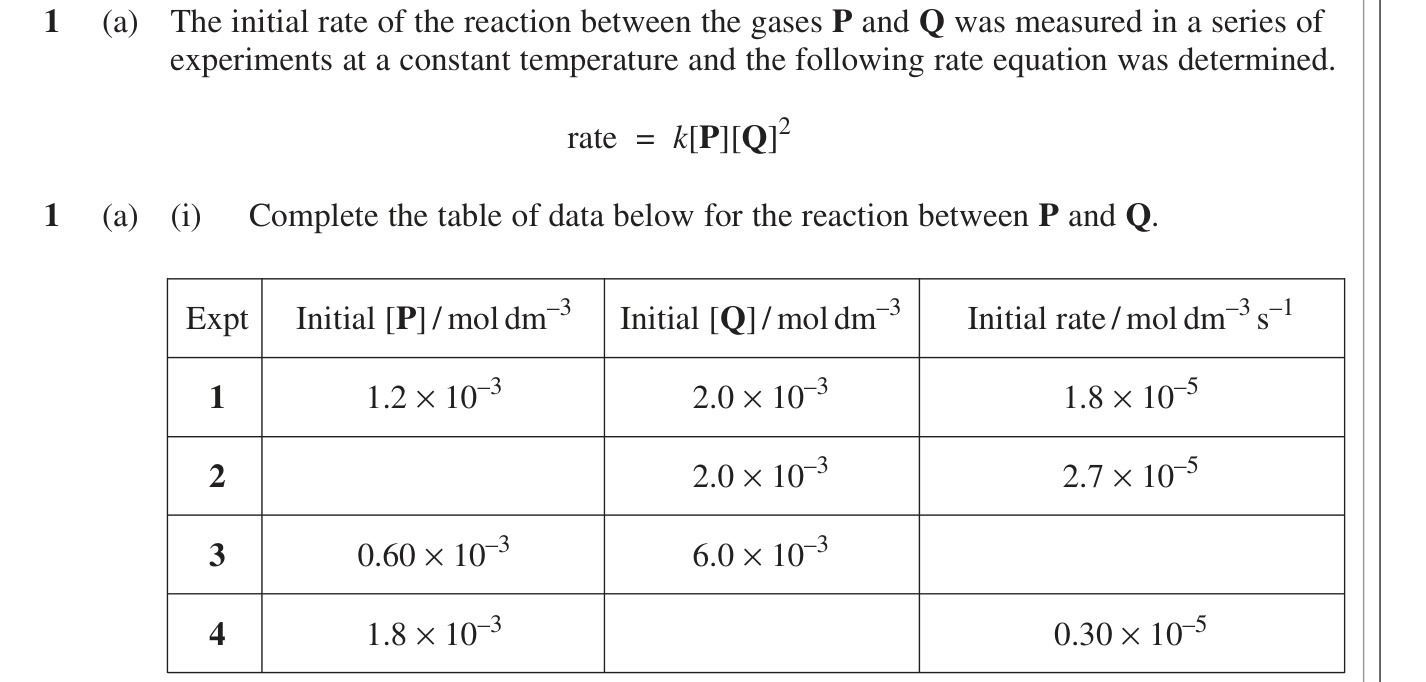 1 (a) The initial rate of the reaction between the gases P and Q was measured in a series of
experiments at a constant temperature and the following rate equation was determined.
rate = k[P][Q]²
1 (a) (i) Complete the table of data below for the reaction between P and Q.
Expt Initial [P] / mol dm⁻³ Initial [Q] / mol dm⁻³ Initial rate / mol dm⁻³ s⁻¹
1 1.2 × 10⁻³ 2.0 × 10⁻³ 1.8 × 10⁻⁵
2 2.0 × 10⁻³ 2.7 × 10⁻⁵
3 0.60 × 10⁻³ 6.0 × 10⁻³
4 1.8 × 10⁻³ 0.30 × 10⁻⁵